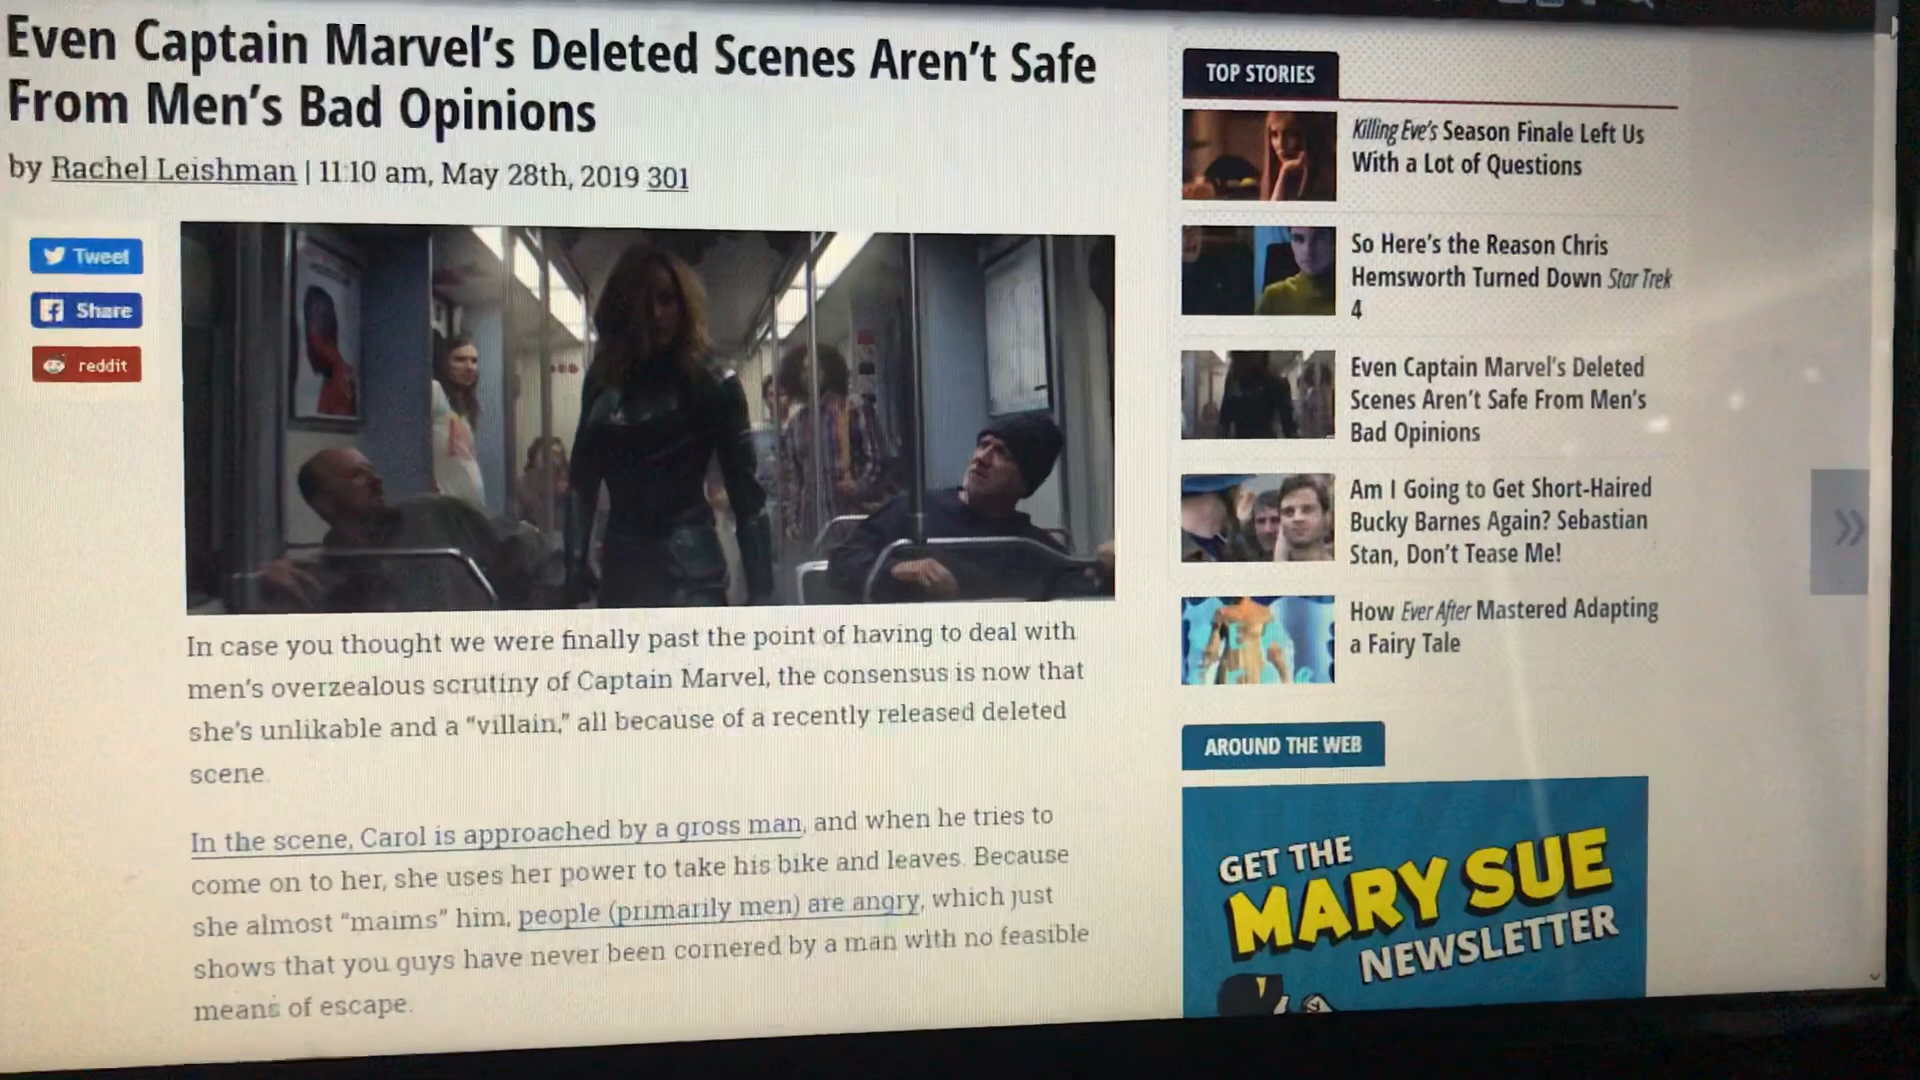 Even Captain Marvel's Deleted Scenes Aren't Safe
From Men's Bad Opinions
by Rachel Leishman | 11:10 am, May 28th, 2019 301
Tweet
Share
reddit
In case you thought we were finally past the point of having to deal with
men's overzealous scrutiny of Captain Marvel, the consensus is now that
she's unlikable and a “villain,” all because of a recently released deleted
scene.
In the scene, Carol is approached by a gross man, and when he tries to
come on to her, she uses her power to take his bike and leaves. Because
she almost “maims” him, people (primarily men) are angry, which just
shows that you guys have never been cornered by a man with no feasible
means of escape.
TOP STORIES
Killing Eve's Season Finale Left Us
With a Lot of Questions
So Here's the Reason Chris
Hemsworth Turned Down Star Trek
4
Even Captain Marvel's Deleted
Scenes Aren't Safe From Men's
Bad Opinions
Am I Going to Get Short-Haired
Bucky Barnes Again? Sebastian
Stan, Don't Tease Me!
How Ever After Mastered Adapting
a Fairy Tale
AROUND THE WEB
GET THE
MARY SUE
NEWSLETTER